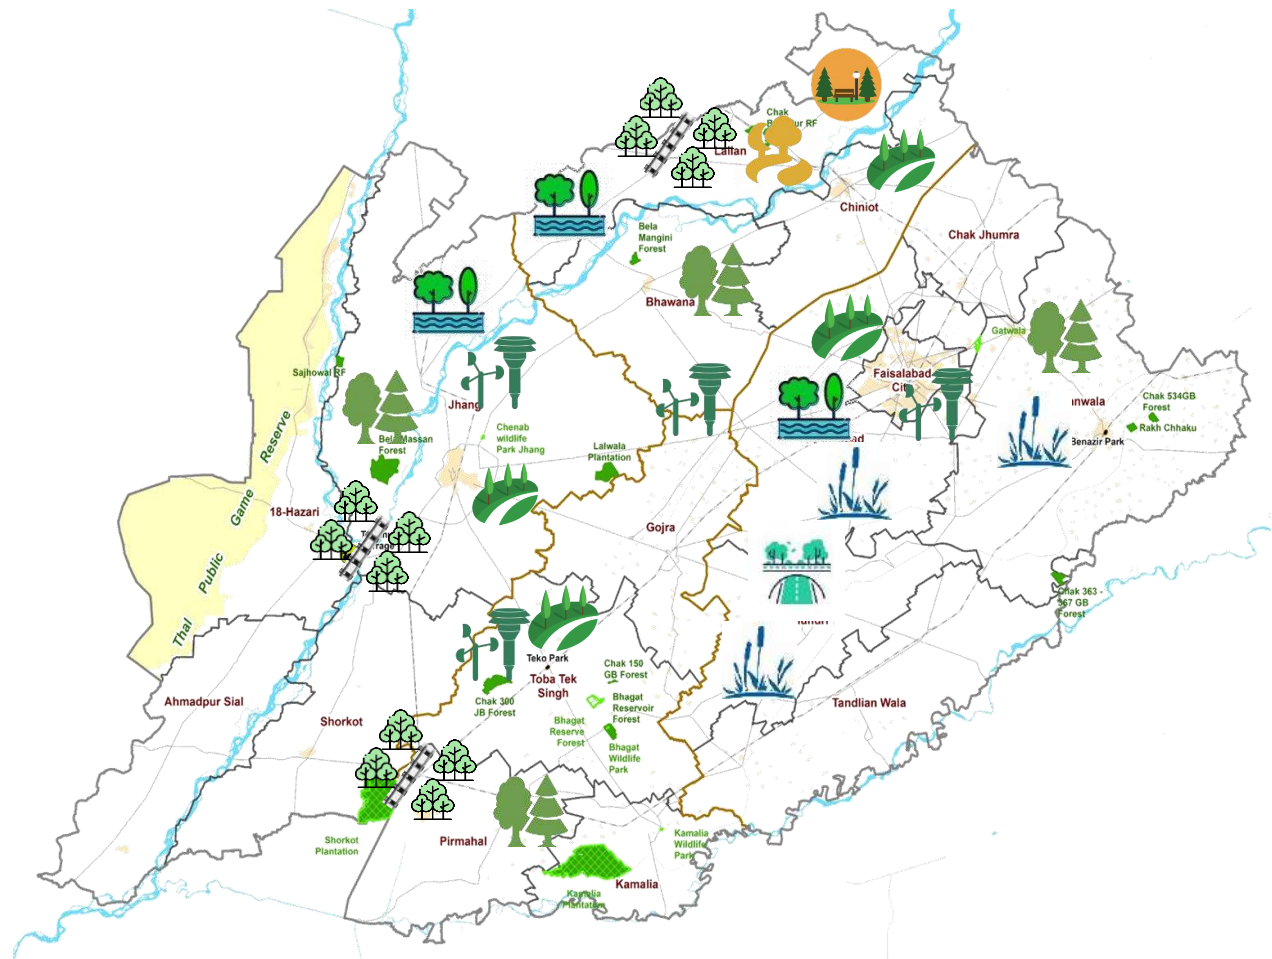 Chak
Lalian
Chiniot
Chak Jhumra
Bela
Mangini
Forest
Bhawana
Gatwala
Faisalabad
City
Sajhowal RF
Jhang
Chak 534GB
Forest
Rakh Chhaku
Benazir Park
Chenab
wildlife
Park Jhang
Bela Massan
Forest
Lalwala
Plantation
Thal Public Game Reserve
18-Hazari
Gojra
Chak 363 -
367 GB
Forest
Teko Park
Toba Tek
Singh
Chak 150
GB Forest
Chak 300
JB Forest
Bhagat
Reservoir
Forest
Bhagat
Reserve
Forest
Bhagat
Wildlife
Park
Ahmadpur Sial
Shorkot
Tandlian Wala
Shorkot
Plantation
Pirmahal
Kamalia
Wildlife
Park
Kamalia
Kamalia
Plantation